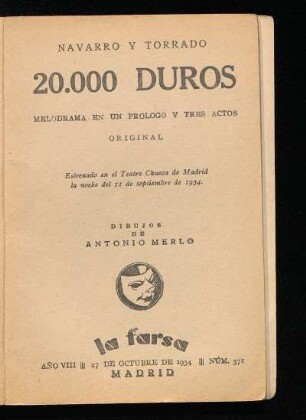 NAVARRO Y TORRADO
20.000 DUROS
MELODRAMA EN UN PROLOGO Y TRES ACTOS
ORIGINAL
Estrenado en el Teatro Chueca de Madrid
la noche del 11 de septiembre de 1934.
DIBUJOS
DE
ANTONIO MERLO
la farsa
AÑO VIII ||| 27 DE OCTUBRE DE 1934 ||| NÚM. 371
MADRID